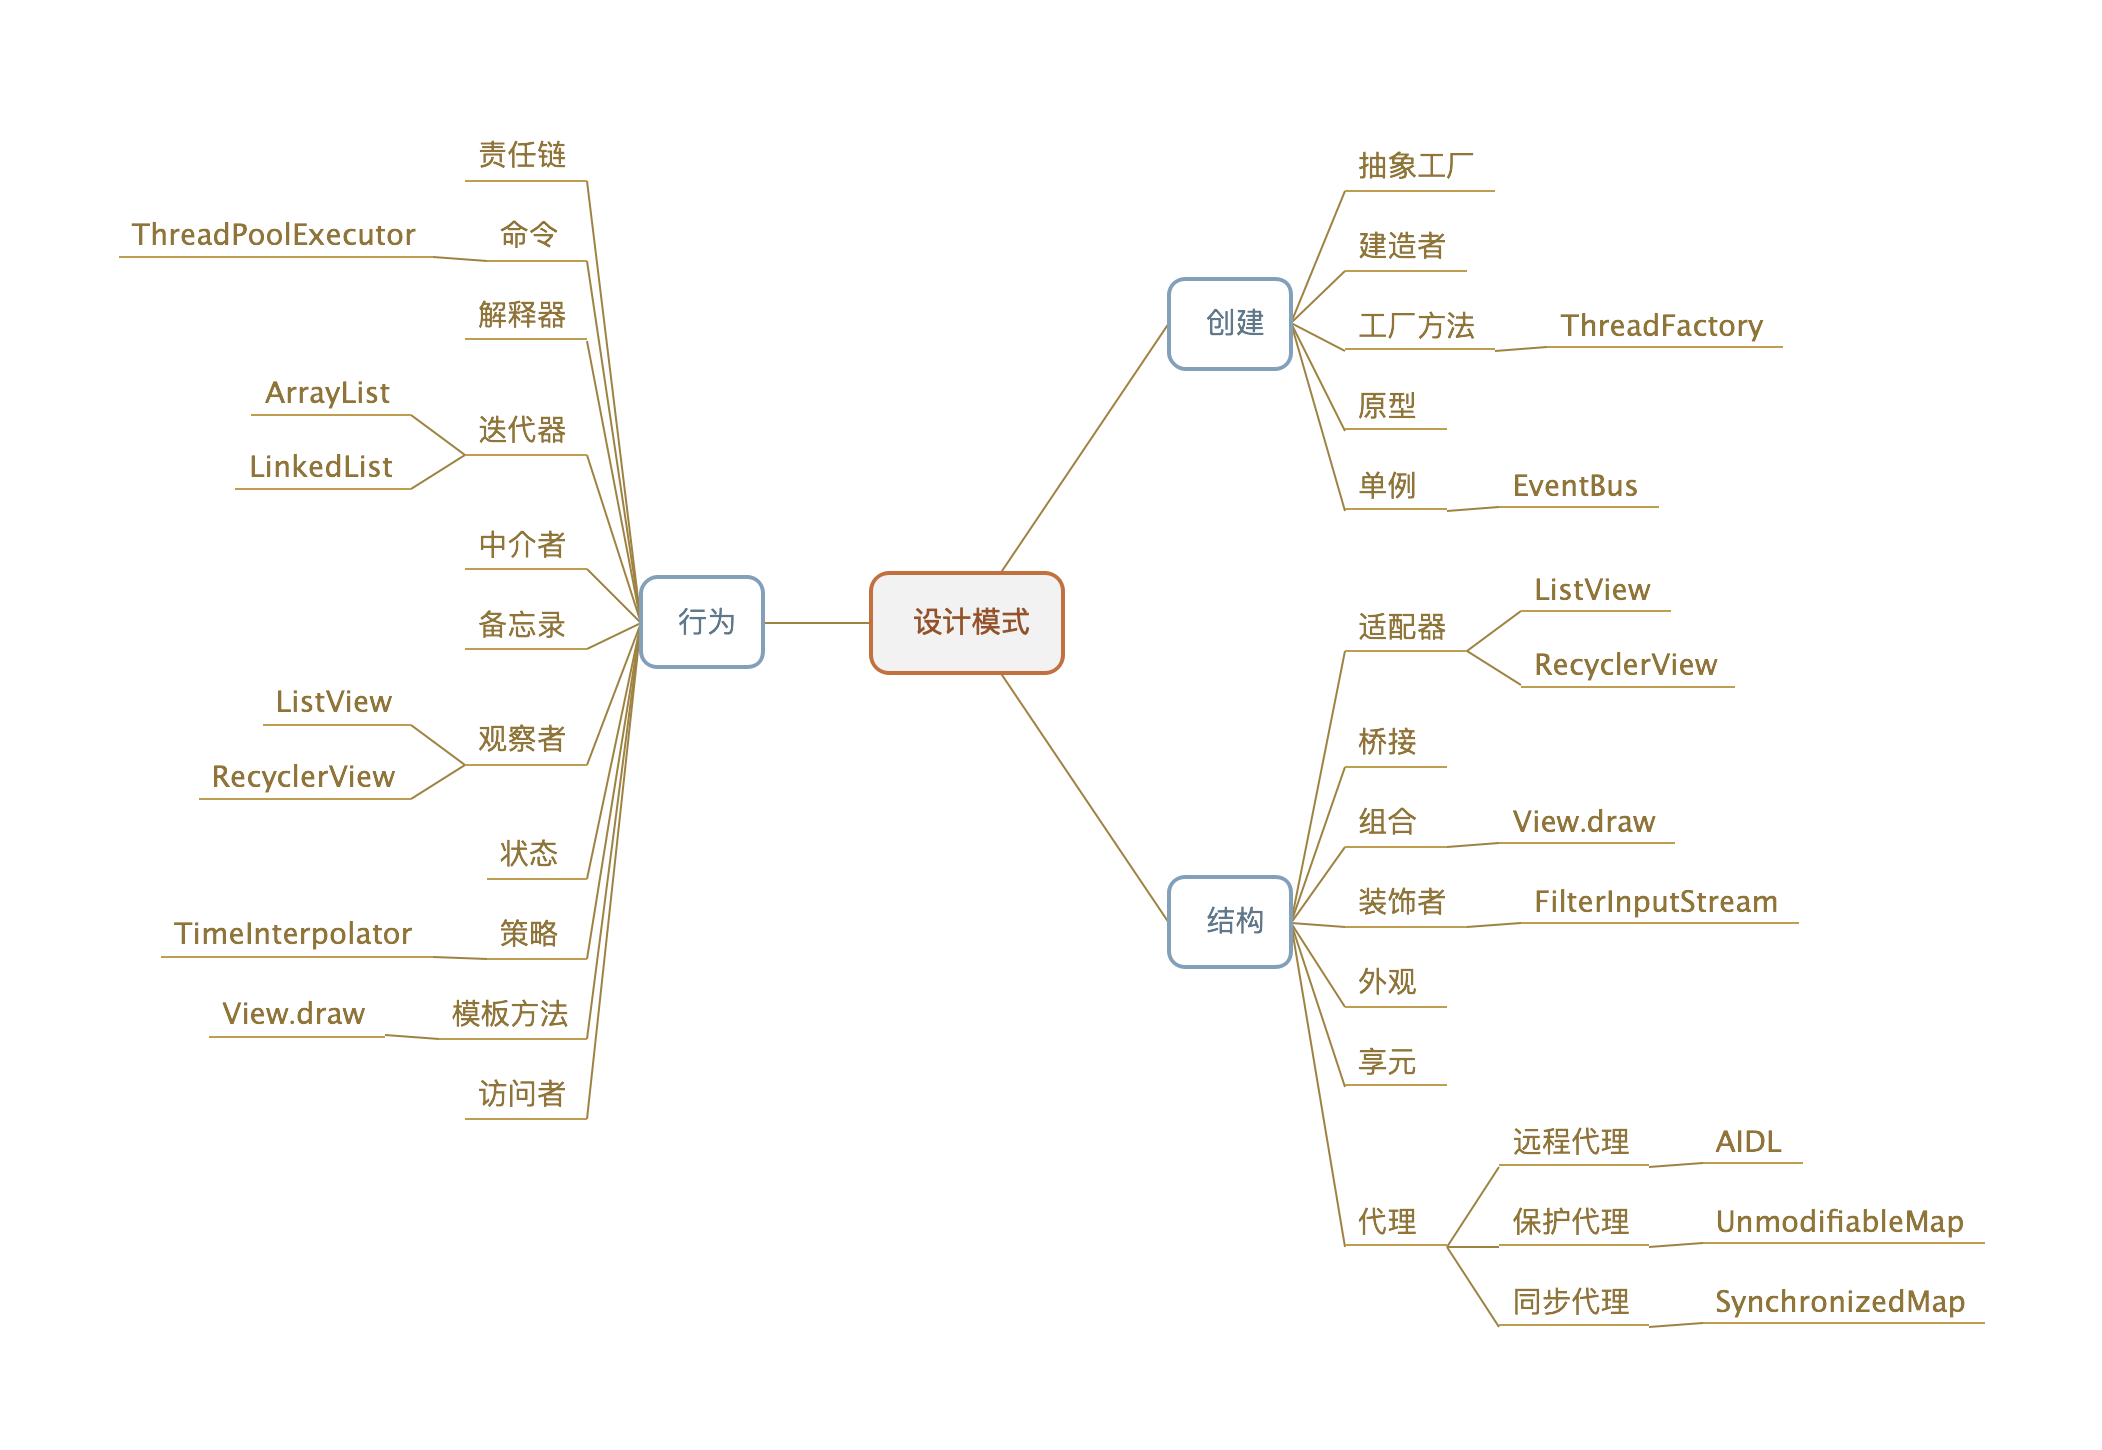 设计模式
创建
抽象工厂
建造者
工厂方法
ThreadFactory
原型
单例
EventBus
结构
适配器
ListView
RecyclerView
桥接
组合
View.draw
装饰者
FilterInputStream
外观
享元
代理
远程代理
AIDL
保护代理
UnmodifiableMap
同步代理
SynchronizedMap
行为
责任链
命令
ThreadPoolExecutor
解释器
迭代器
ArrayList
LinkedList
中介者
备忘录
观察者
ListView
RecyclerView
状态
策略
TimeInterpolator
模板方法
View.draw
访问者